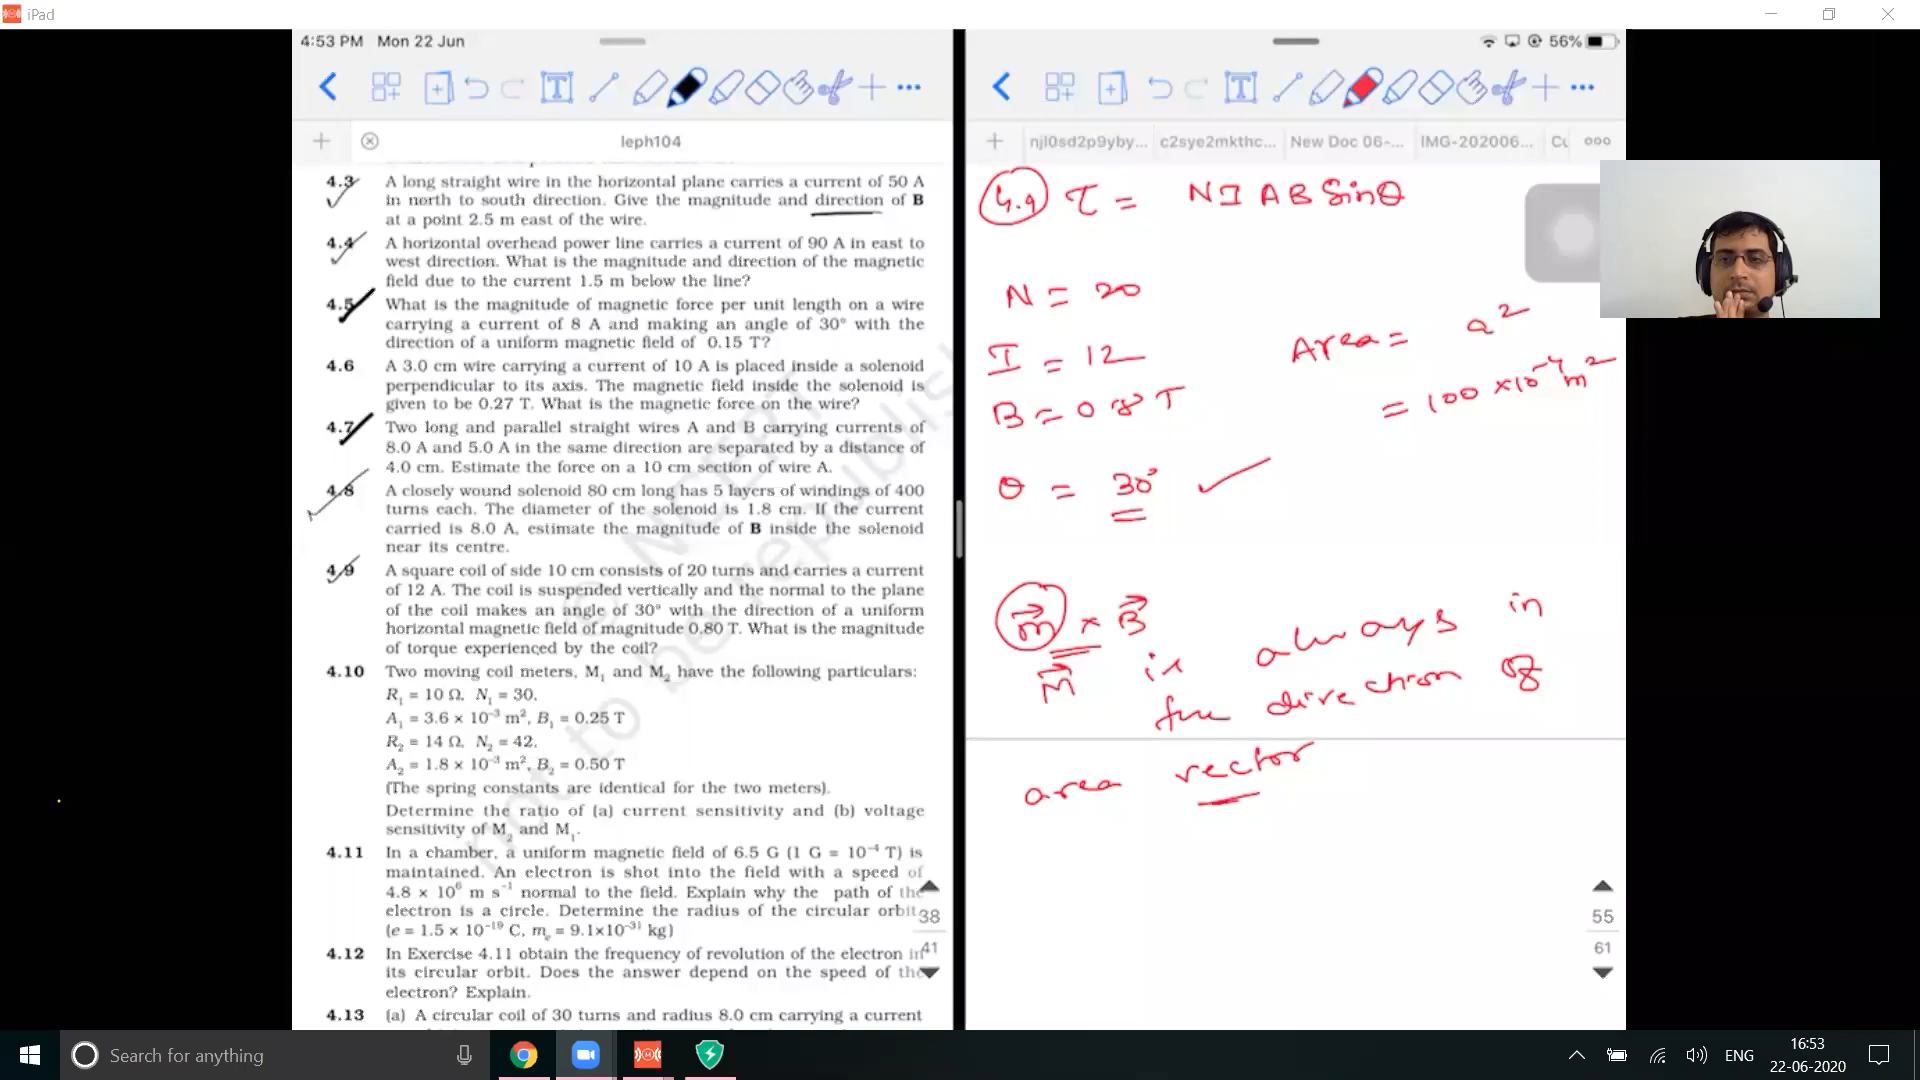 iPad
4:53 PM Mon 22 Jun
56%
leph104
njl0sd2p9yby... c2sye2mkthc... New Doc 06-... IMG-202006...
4.3 A long straight wire in the horizontal plane carries a current of 50 A
in north to south direction. Give the magnitude and direction of B
at a point 2.5 m east of the wire.
4.4 A horizontal overhead power line carries a current of 90 A in east to
west direction. What is the magnitude and direction of the magnetic
field due to the current 1.5 m below the line?
4.5 What is the magnitude of magnetic force per unit length on a wire
carrying a current of 8 A and making an angle of 30° with the
direction of a uniform magnetic field of 0.15 T?
4.6 A 3.0 cm wire carrying a current of 10 A is placed inside a solenoid
perpendicular to its axis. The magnetic field inside the solenoid is
given to be 0.27 T. What is the magnetic force on the wire?
4.7 Two long and parallel straight wires A and B carrying currents of
8.0 A and 5.0 A in the same direction are separated by a distance of
4.0 cm. Estimate the force on a 10 cm section of wire A.
4.8 A closely wound solenoid 80 cm long has 5 layers of windings of 400
turns each. The diameter of the solenoid is 1.8 cm. If the current
carried is 8.0 A, estimate the magnitude of B inside the solenoid
near its centre.
4.9 A square coil of side 10 cm consists of 20 turns and carries a current
of 12 A. The coil is suspended vertically and the normal to the plane
of the coil makes an angle of 30° with the direction of a uniform
horizontal magnetic field of magnitude 0.80 T. What is the magnitude
of torque experienced by the coil?
4.10 Two moving coil meters, M₁ and M₂ have the following particulars:
R₁ = 10 Ω, N₁ = 30,
A₁ = 3.6 × 10⁻³ m², B₁ = 0.25 T
R₂ = 14 Ω, N₂ = 42,
A₂ = 1.8 × 10⁻³ m², B₂ = 0.50 T
(The spring constants are identical for the two meters).
Determine the ratio of (a) current sensitivity and (b) voltage
sensitivity of M₂ and M₁.
4.11 In a chamber, a uniform magnetic field of 6.5 G (1 G = 10⁻⁴ T) is
maintained. An electron is shot into the field with a speed of
4.8 × 10⁶ m s⁻¹ normal to the field. Explain why the path of the
electron is a circle. Determine the radius of the circular orbit.
(e = 1.5 × 10⁻¹⁹ C, mₑ = 9.1×10⁻³¹ kg)
4.12 In Exercise 4.11 obtain the frequency of revolution of the electron in
its circular orbit. Does the answer depend on the speed of the
electron? Explain.
4.13 (a) A circular coil of 30 turns and radius 8.0 cm carrying a current
© NCERT
not to be republish
38
41
4.9 τ = NIABSinθ
N = 20
I = 12
B = 0.8 T
θ = 30°
Area = a²
= 100 × 10⁻⁴ m²
m⃗ × B⃗
M⃗ is always in
the direction of
area vector
55
61
Search for anything
ENG
16:53
22-06-2020